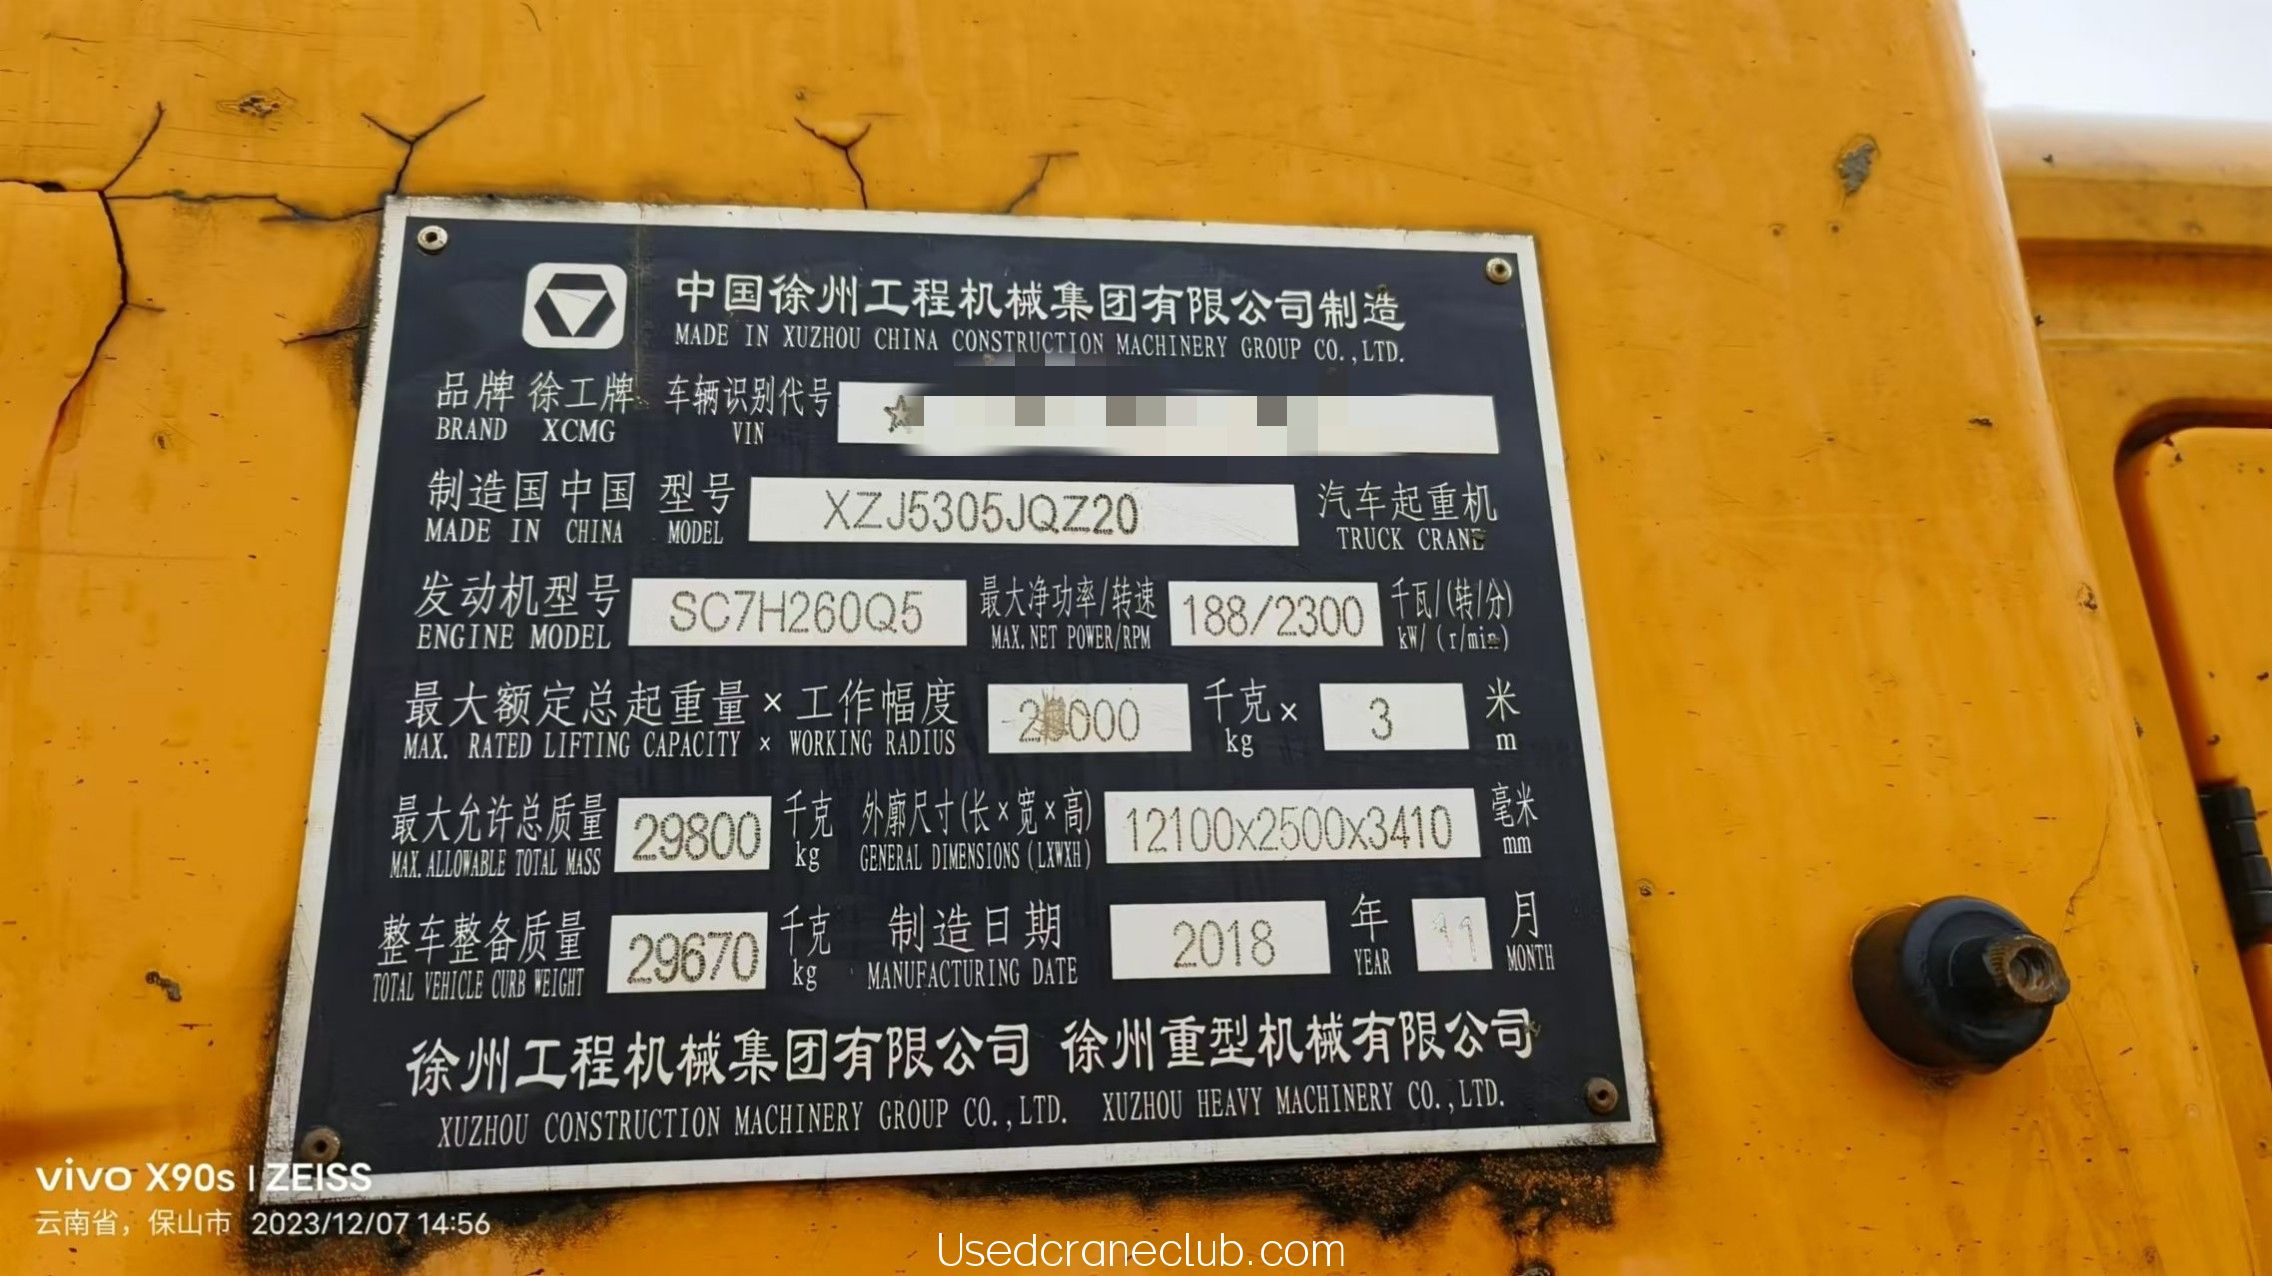 中国徐州工程机械集团有限公司制造
MADE IN XUZHOU CHINA CONSTRUCTION MACHINERY GROUP CO.,LTD.
品牌 徐工牌 车辆识别代号
BRAND XCMG VIN
制造国 中国 型号 XZJ5305JQZ20 汽车起重机
MADE IN CHINA MODEL TRUCK CRANE
发动机型号 SC7H260Q5 最大净功率/转速 188/2300 千瓦/(转/分)
ENGINE MODEL MAX.NET POWER/RPM kW/(r/min)
最大额定总起重量×工作幅度 千克× 3 米
MAX. RATED LIFTING CAPACITY × WORKING RADIUS kg m
最大允许总质量 29800 千克 外廓尺寸(长×宽×高) 12100x2500x3410 毫米
MAX.ALLOWABLE TOTAL MASS kg GENERAL DIMENSIONS(LXWXH) mm
整车整备质量 29670 千克 制造日期 2018 年 11 月
TOTAL VEHICLE CURB WEIGHT kg MANUFACTURING DATE YEAR MONTH
徐州工程机械集团有限公司 徐州重型机械有限公司
XUZHOU CONSTRUCTION MACHINERY GROUP CO.,LTD. XUZHOU HEAVY MACHINERY CO.,LTD.
vivo X90s | ZEISS
云南省，保山市 2023/12/07 14:56
Usedcraneclub.com